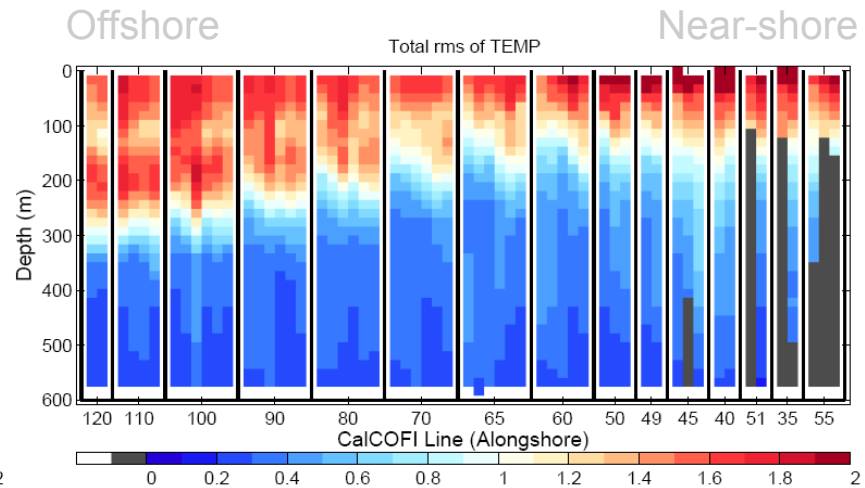 Offshore Near-shore
Total rms of TEMP
0
100
200
300
400
500
600
Depth (m)
120 110 100 90 80 70 65 60 50 49 45 40 51 35 55
CalCOFI Line (Alongshore)
2 0 0.2 0.4 0.6 0.8 1 1.2 1.4 1.6 1.8 2